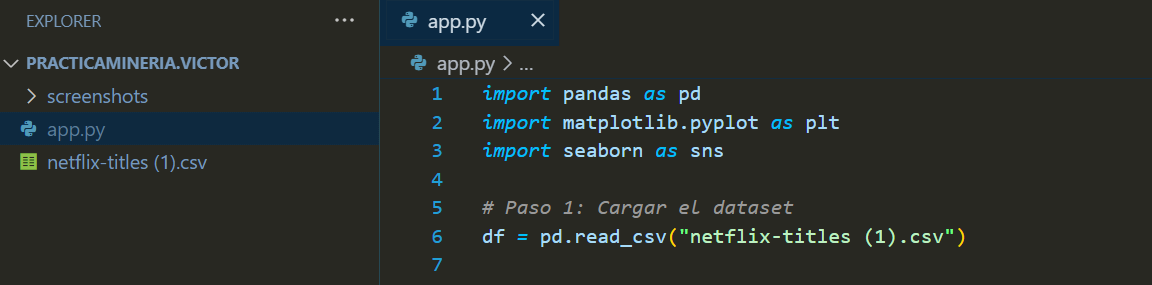 EXPLORER
PRACTICAMINERIA.VICTOR
screenshots
app.py
netflix-titles (1).csv
app.py
app.py > ...
1 import pandas as pd
2 import matplotlib.pyplot as plt
3 import seaborn as sns
4
5 # Paso 1: Cargar el dataset
6 df = pd.read_csv("netflix-titles (1).csv")
7